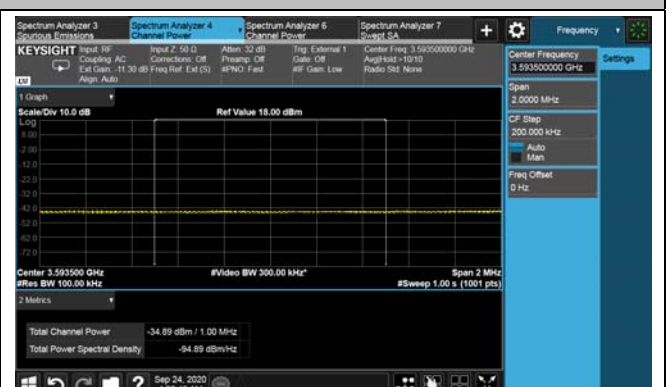 Spectrum Analyzer 3
Spurious Emissions
Spectrum Analyzer 4
Channel Power
Spectrum Analyzer 6
Channel Power
Spectrum Analyzer 7
Swept SA
+
Frequency
KEYSIGHT
Input: RF
Coupling: AC
Ext Gain: -11.30 dB
Align: Auto
Input Z: 50 Ω
Corrections: Off
Freq Ref: Ext (S)
Atten: 32 dB
Preamp: Off
#PNO: Fast
Trig: External 1
Gate: Off
#IF Gain: Low
Center Freq: 3.593500000 GHz
Avg|Hold:>10/10
Radio Std: None
Center Frequency
3.593500000 GHz
Settings
Span
2.0000 MHz
CF Step
200.000 kHz
Auto
Man
Freq Offset
0 Hz
1 Graph
Scale/Div 10.0 dB
Ref Value 18.00 dBm
Log
8.00
-2.00
-12.0
-22.0
-32.0
-42.0
-52.0
-62.0
-72.0
Center 3.593500 GHz
#Video BW 300.00 kHz*
Span 2 MHz
#Res BW 100.00 kHz
#Sweep 1.00 s (1001 pts)
2 Metrics
Total Channel Power
-34.89 dBm / 1.00 MHz
Total Power Spectral Density
-94.89 dBm/Hz
?
Sep 24, 2020